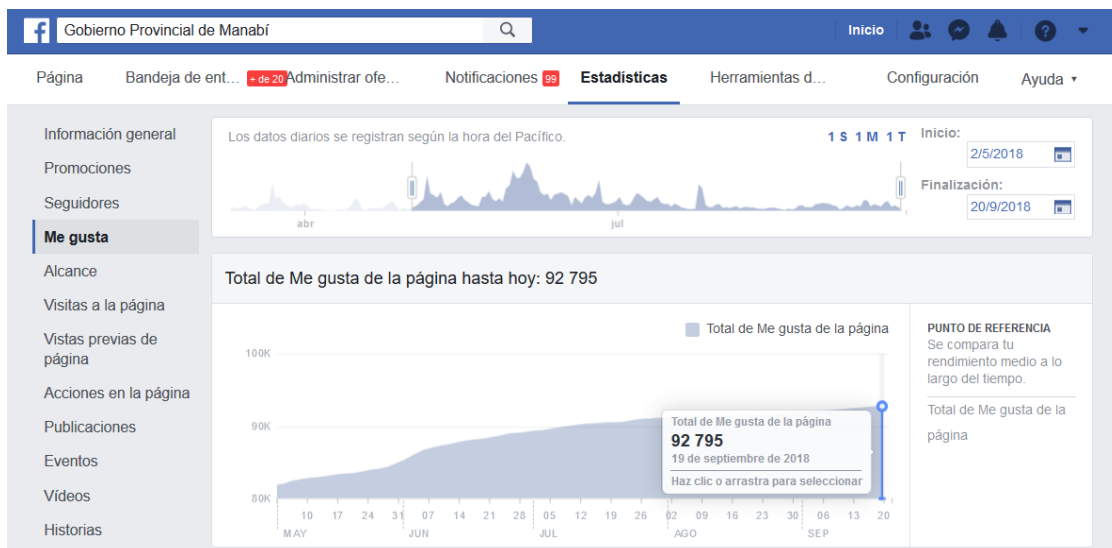 f Gobierno Provincial de Manabí
Inicio
Página Bandeja de ent... + de 20 Administrar ofe... Notificaciones 99 Estadísticas Herramientas d... Configuración Ayuda
Información general
Promociones
Seguidores
Me gusta
Alcance
Visitas a la página
Vistas previas de
página
Acciones en la página
Publicaciones
Eventos
Vídeos
Historias
Los datos diarios se registran según la hora del Pacífico.
1 S 1 M 1 T
Inicio:
2/5/2018
Finalización:
20/9/2018
abr jul
Total de Me gusta de la página hasta hoy: 92 795
Total de Me gusta de la página
100K
90K
80K
Total de Me gusta de la página
92 795
19 de septiembre de 2018
Haz clic o arrastra para seleccionar
10 17 24 31 07 14 21 28 05 12 19 26 02 09 16 23 30 06 13 20
MAY JUN JUL AGO SEP
PUNTO DE REFERENCIA
Se compara tu
rendimiento medio a lo
largo del tiempo.
Total de Me gusta de la
página